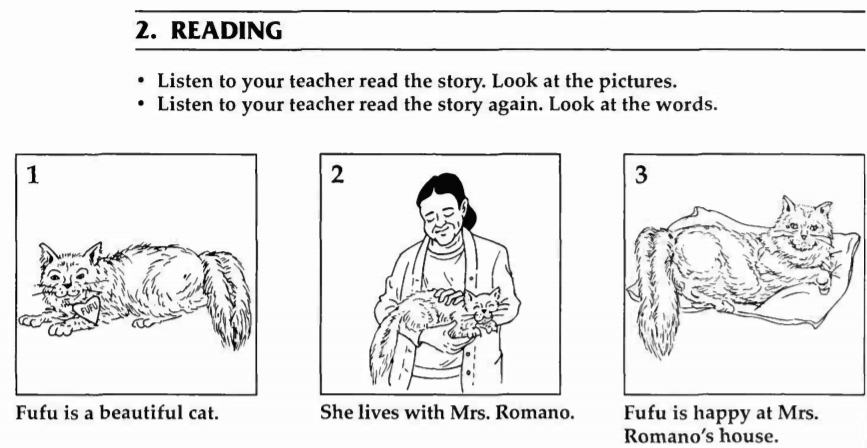 2. READING
• Listen to your teacher read the story. Look at the pictures.
• Listen to your teacher read the story again. Look at the words.
1
FUFU
Fufu is a beautiful cat.
2
She lives with Mrs. Romano.
3
Fufu is happy at Mrs.
Romano's house.